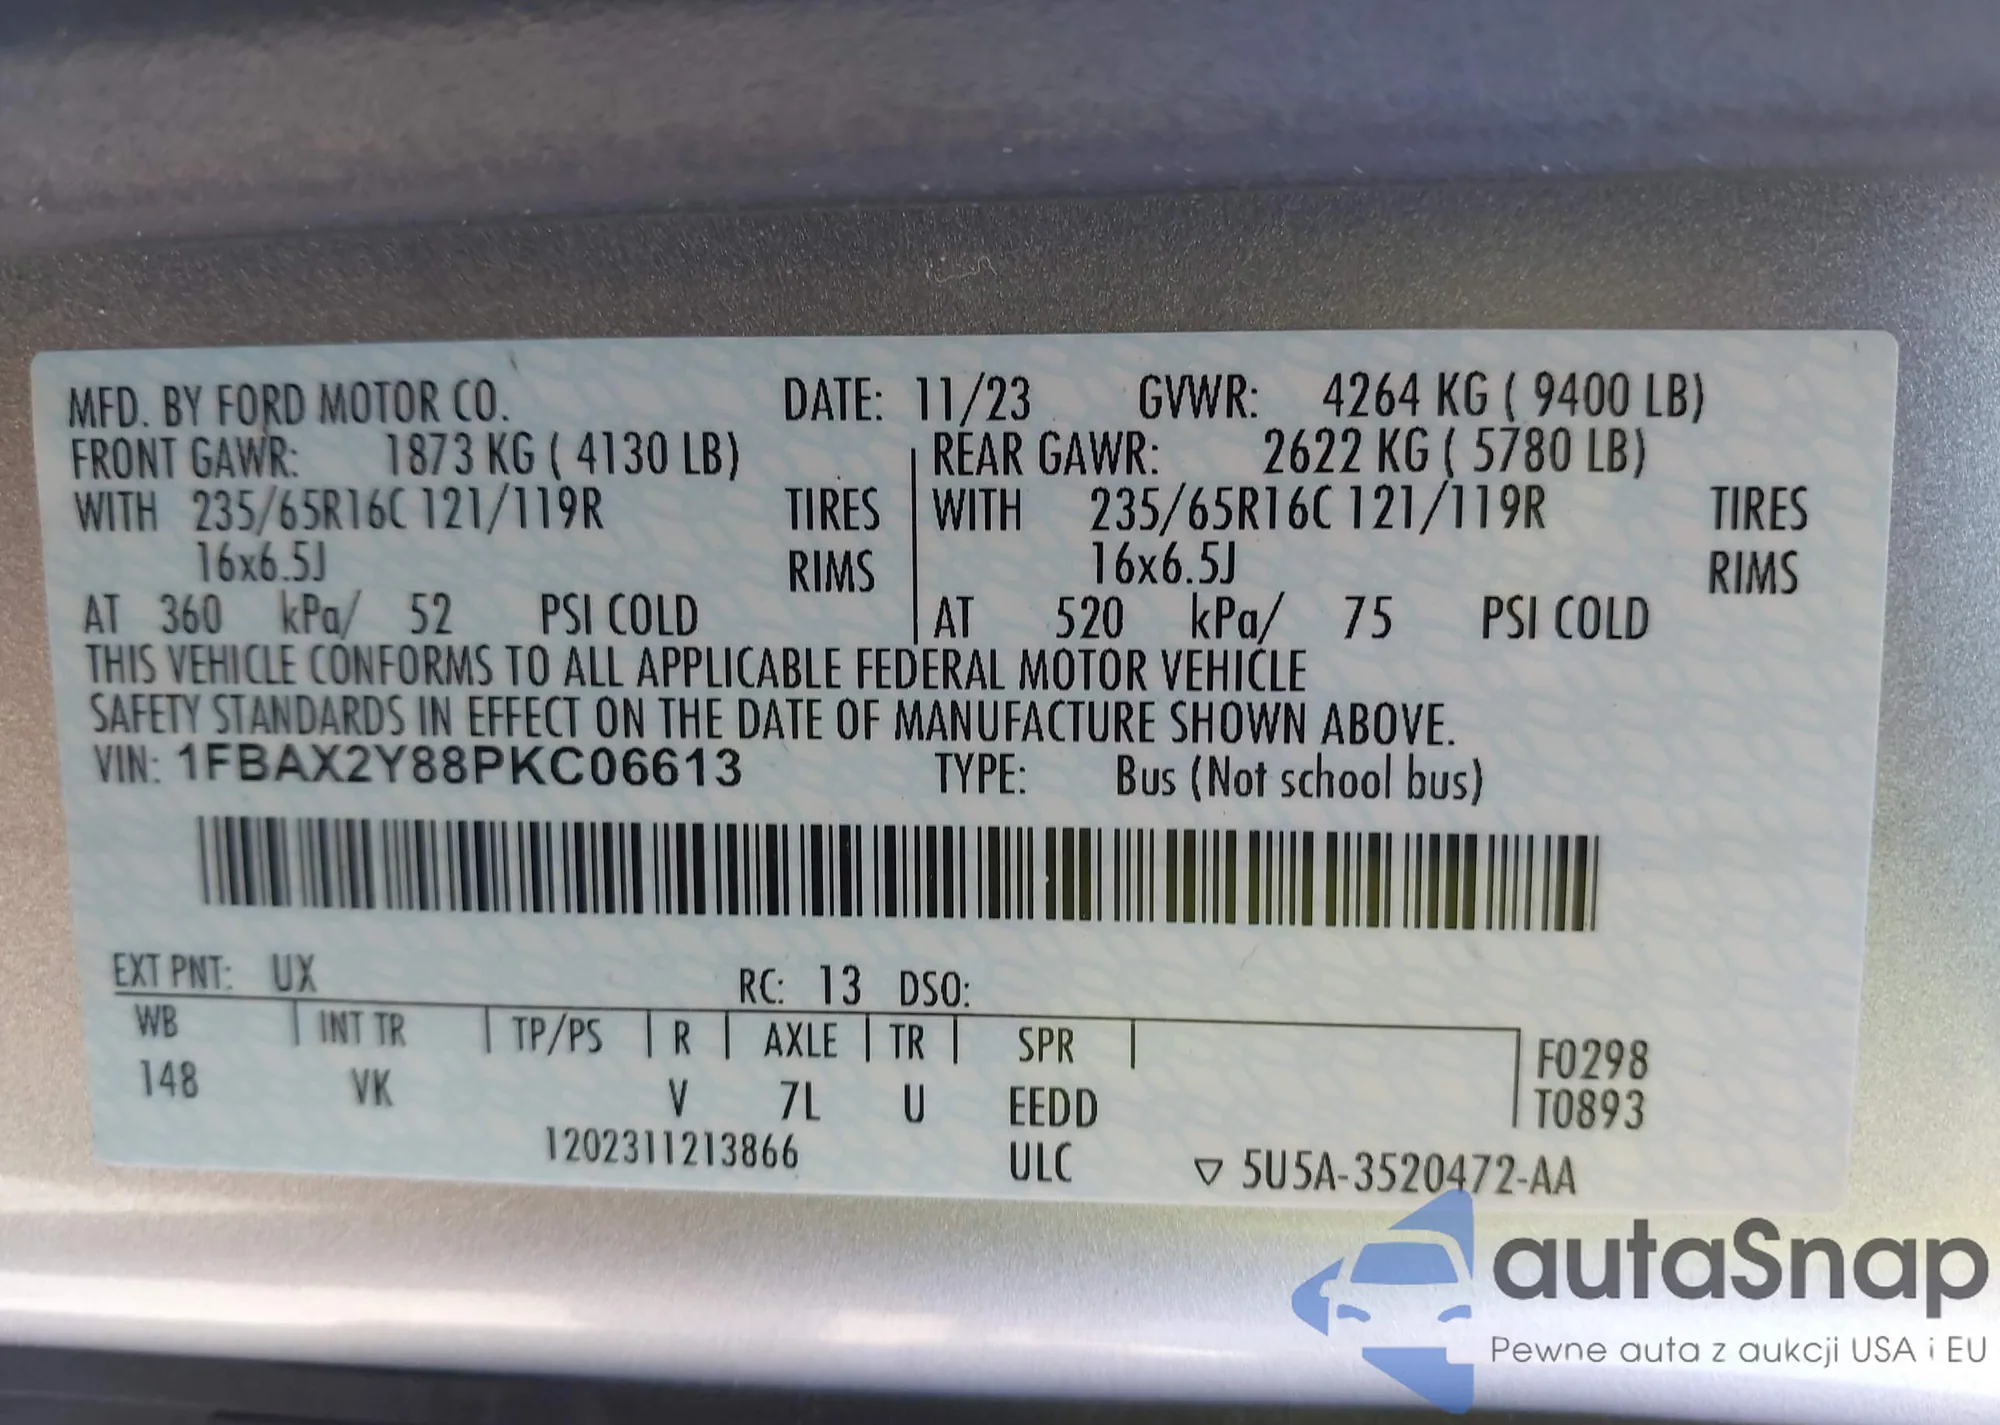 MFD. BY FORD MOTOR CO. DATE: 11/23 GVWR: 4264 KG ( 9400 LB)
FRONT GAWR: 1873 KG ( 4130 LB) REAR GAWR: 2622 KG ( 5780 LB)
WITH 235/65R16C 121/119R TIRES WITH 235/65R16C 121/119R TIRES
16x6.5J RIMS 16x6.5J RIMS
AT 360 kPa/ 52 PSI COLD AT 520 kPa/ 75 PSI COLD
THIS VEHICLE CONFORMS TO ALL APPLICABLE FEDERAL MOTOR VEHICLE
SAFETY STANDARDS IN EFFECT ON THE DATE OF MANUFACTURE SHOWN ABOVE.
VIN: 1FBAX2Y88PKC06613 TYPE: Bus (Not school bus)
EXT PNT: UX RC: 13 DSO:
WB INT TR TP/PS R AXLE TR SPR F0298
148 VK V 7L U EEDD T0893
1202311213866 ULC ▽ 5U5A-3520472-AA
autaSnap
Pewne auta z aukcji USA i EU